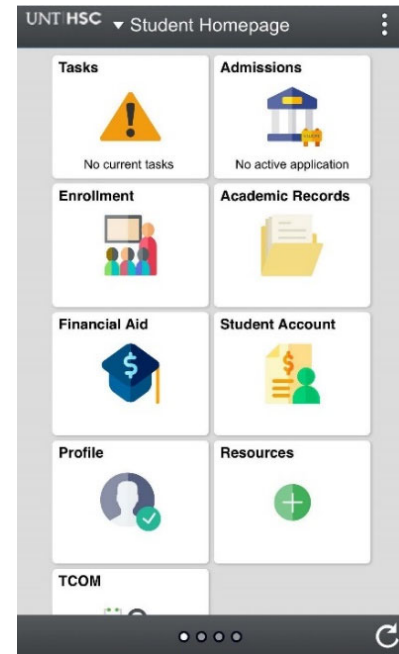 UNT|HSC Student Homepage
Tasks
No current tasks
Admissions
No active application
Enrollment
Academic Records
Financial Aid
$
Student Account
$
Profile
Resources
TCOM